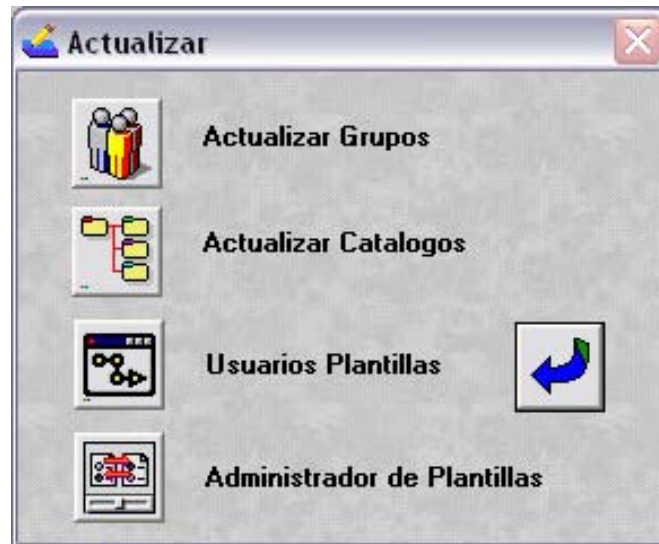 Actualizar
Actualizar Grupos
Actualizar Catalogos
Usuarios Plantillas
Administrador de Plantillas